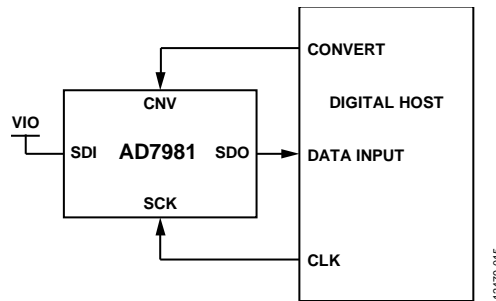 CONVERT
CNV
DIGITAL HOST
VIO
SDI
AD7981
SDO
DATA INPUT
SCK
CLK